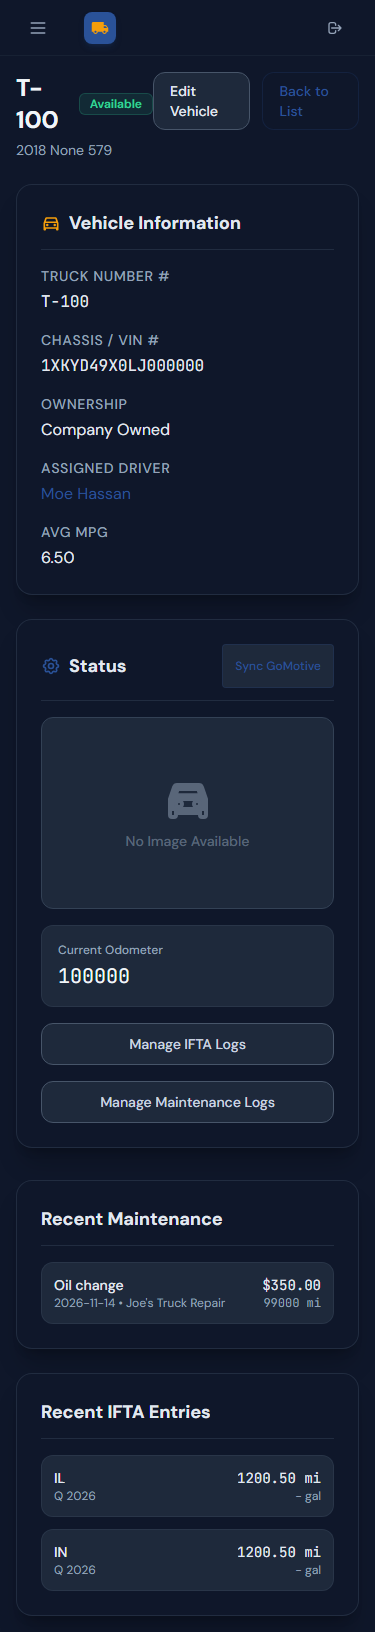 T-
100
Available
Edit
Vehicle
Back to
List
2018 None 579
Vehicle Information
TRUCK NUMBER #
T-100
CHASSIS / VIN #
1XKYD49X0LJ000000
OWNERSHIP
Company Owned
ASSIGNED DRIVER
Moe Hassan
AVG MPG
6.50
Status
Sync GoMotive
No Image Available
Current Odometer
100000
Manage IFTA Logs
Manage Maintenance Logs
Recent Maintenance
Oil change $350.00
2026-11-14 • Joe's Truck Repair 99000 mi
Recent IFTA Entries
IL 1200.50 mi
Q 2026 - gal
IN 1200.50 mi
Q 2026 - gal